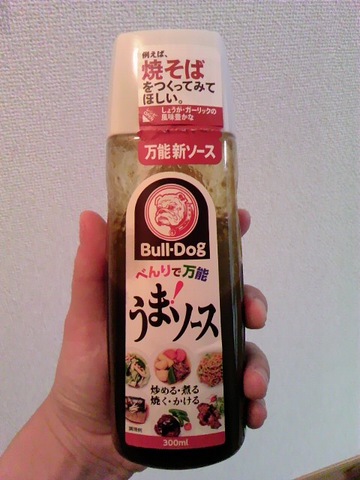 例えば、
焼そば
をつくってみて
ほしい。
しょうが・ガーリックの
風味豊かな
万能新ソース
Bull-Dog
べんりで万能
うま!ソース
炒める・煮る
焼く・かける
調理例
300ml